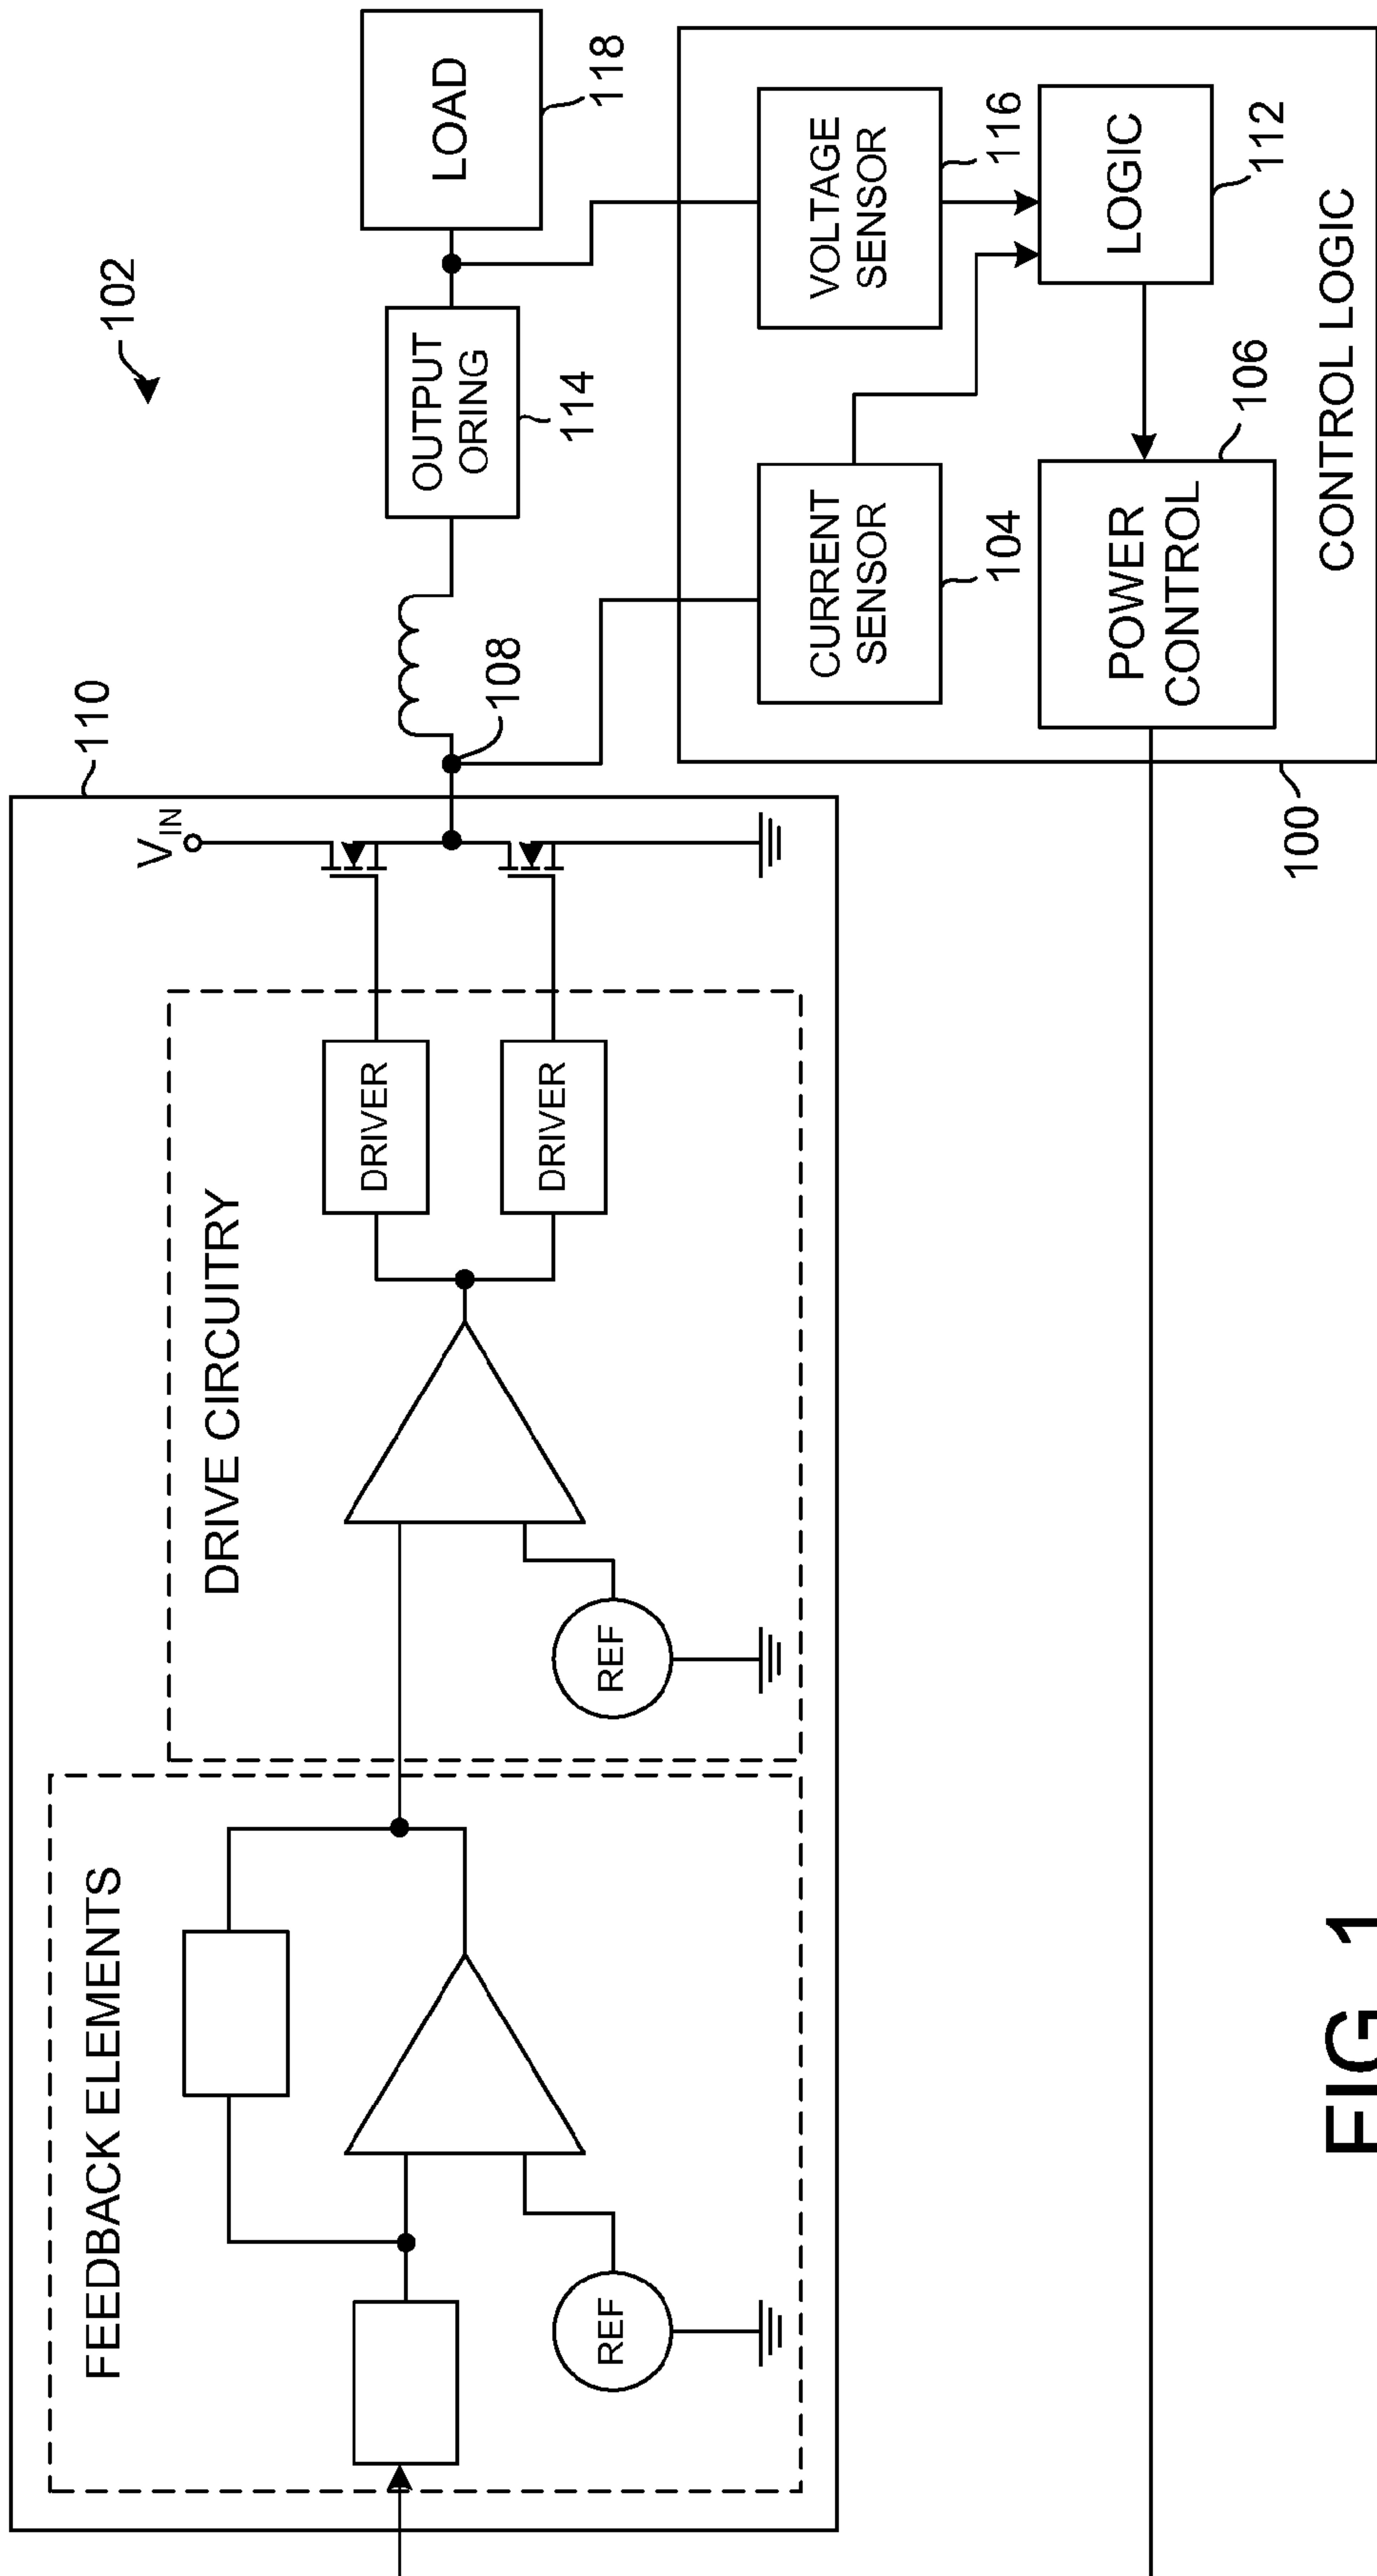 102
110
FEEDBACK ELEMENTS
DRIVE CIRCUITRY
V IN
DRIVER
DRIVER
REF
REF
108
OUTPUT
ORING
114
LOAD
118
CURRENT
SENSOR
104
VOLTAGE
SENSOR
116
POWER
CONTROL
106
LOGIC
112
CONTROL LOGIC
100
FIG. 1